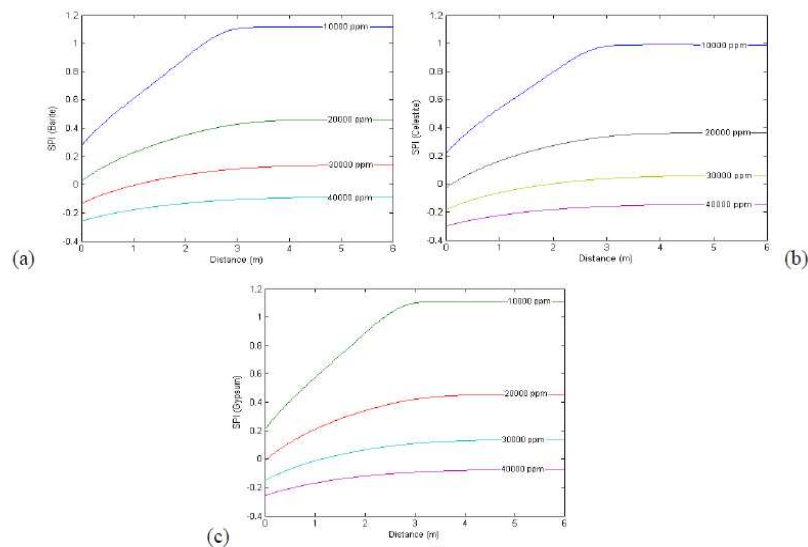 1.2
1
0.8
0.6
0.4
0.2
0
-0.2
-0.4
SPI (Barite)
10000 ppm
20000 ppm
30000 ppm
40000 ppm
0 1 2 3 4 5 6
Distance (m)
(a)
1.2
1
0.8
0.6
0.4
0.2
0
-0.2
-0.4
SPI (Celestite)
10000 ppm
20000 ppm
30000 ppm
40000 ppm
0 1 2 3 4 5 6
Distance (m)
(b)
1.2
1
0.8
0.6
0.4
0.2
0
-0.2
-0.4
SPI (Gypsum)
10000 ppm
20000 ppm
30000 ppm
40000 ppm
0 1 2 3 4 5 6
Distance (m)
(c)